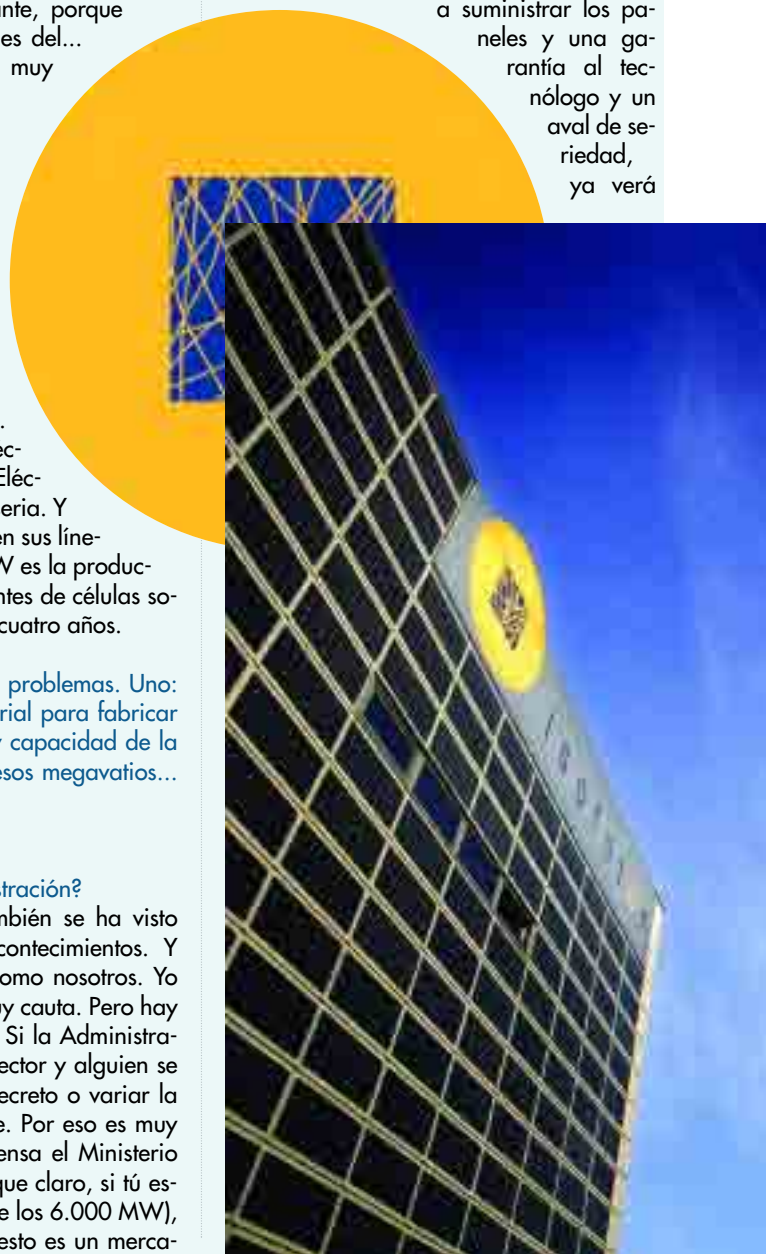 ante, porque
es del...
muy
.
ec-
Eléc-
eria. Y
en sus líne-
W es la produc-
ntes de células so-
cuatro años.
problemas. Uno:
rial para fabricar
y capacidad de la
esos megavatios...
stración?
mbién se ha visto
contecimientos. Y
como nosotros. Yo
uy cauta. Pero hay
Si la Administra-
ector y alguien se
ecreto o variar la
e. Por eso es muy
ensa el Ministerio
que claro, si tú es-
e los 6.000 MW),
esto es un merca-
a suministrar los pa-
neles y una ga-
rantía al tec-
nólogo y un
aval de se-
riedad,
ya verá